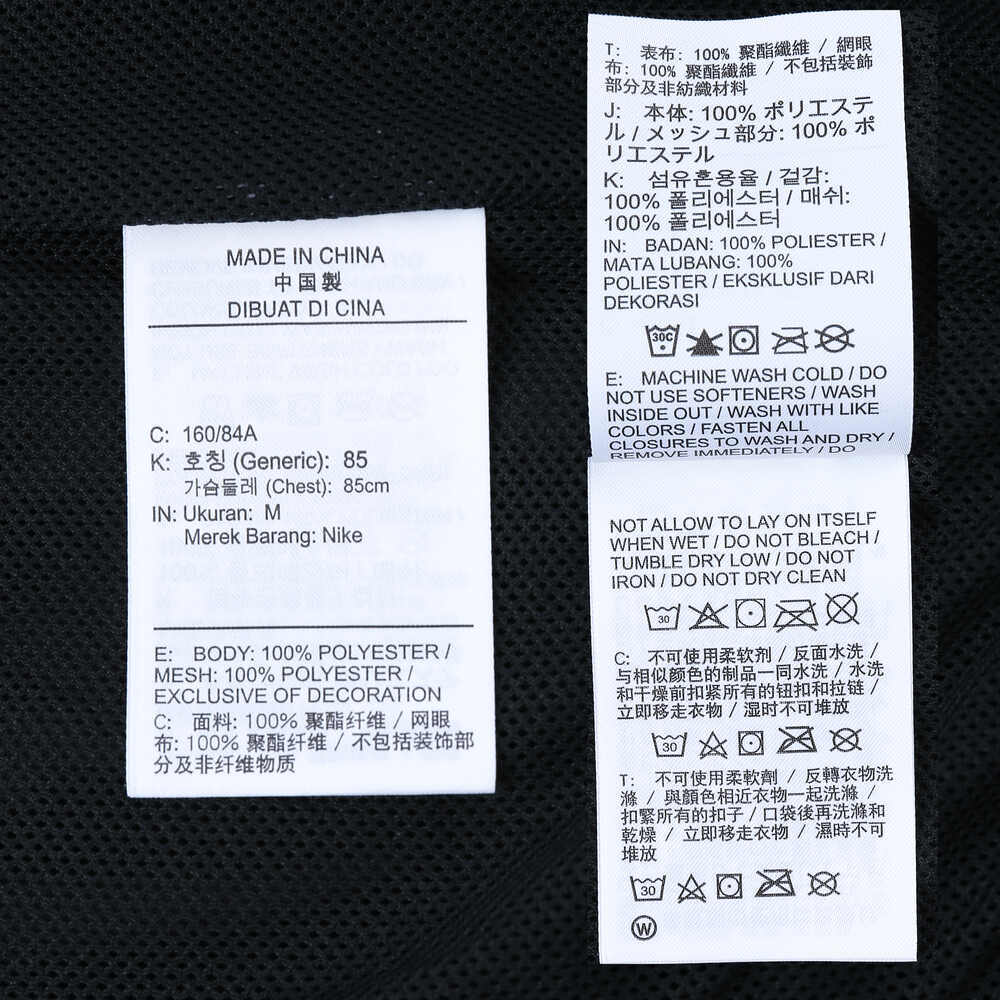 MADE IN CHINA
中国製
DIBUAT DI CINA
C: 160/84A
K: 호칭 (Generic): 85
가슴둘레 (Chest): 85cm
IN: Ukuran: M
Merek Barang: Nike
E: BODY: 100% POLYESTER /
MESH: 100% POLYESTER /
EXCLUSIVE OF DECORATION
C: 面料: 100% 聚酯纤维 / 网眼
布: 100% 聚酯纤维 / 不包括装饰部
分及非纤维物质
T: 表布: 100% 聚酯纖維 / 網眼
布: 100% 聚酯纖維 / 不包括裝飾
部分及非紡織材料
J: 本体: 100% ポリエステ
ル / メッシュ部分: 100% ポ
リエステル
K: 섬유혼용율 / 겉감:
100% 폴리에스터 / 매쉬:
100% 폴리에스터
IN: BADAN: 100% POLIESTER /
MATA LUBANG: 100%
POLIESTER / EKSKLUSIF DARI
DEKORASI
30C
E: MACHINE WASH COLD / DO
NOT USE SOFTENERS / WASH
INSIDE OUT / WASH WITH LIKE
COLORS / FASTEN ALL
CLOSURES TO WASH AND DRY /
REMOVE IMMEDIATELY / DO
NOT ALLOW TO LAY ON ITSELF
WHEN WET / DO NOT BLEACH /
TUMBLE DRY LOW / DO NOT
IRON / DO NOT DRY CLEAN
30
C: 不可使用柔软剂 / 反面水洗 /
与相似颜色的制品一同水洗 / 水洗
和干燥前扣紧所有的钮扣和拉链 /
立即移走衣物 / 湿时不可堆放
30
T: 不可使用柔軟劑 / 反轉衣物洗
滌 / 與顏色相近衣物一起洗滌 /
扣緊所有的扣子 / 口袋後再洗滌和
乾燥 / 立即移走衣物 / 濕時不可
堆放
30
W